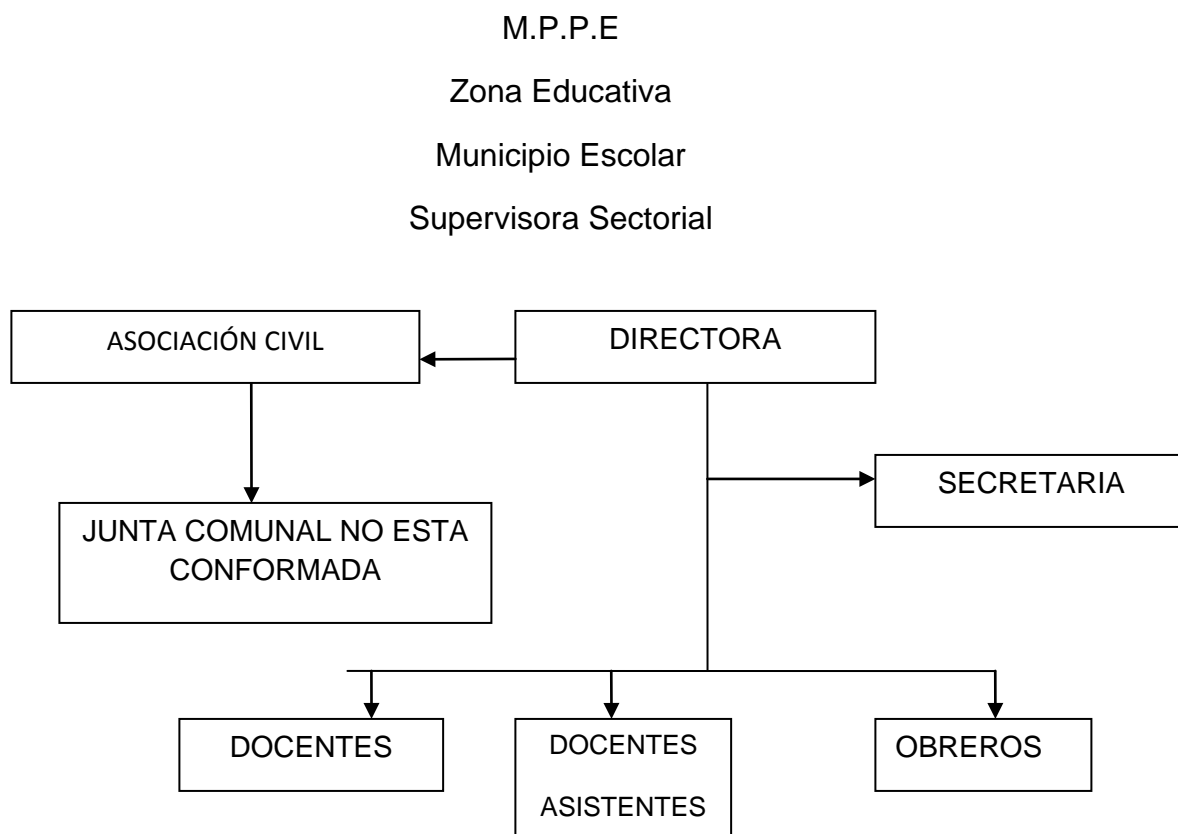 M.P.P.E
Zona Educativa
Municipio Escolar
Supervisora Sectorial
ASOCIACIÓN CIVIL
DIRECTORA
SECRETARIA
JUNTA COMUNAL NO ESTA
CONFORMADA
DOCENTES
DOCENTES
ASISTENTES
OBREROS